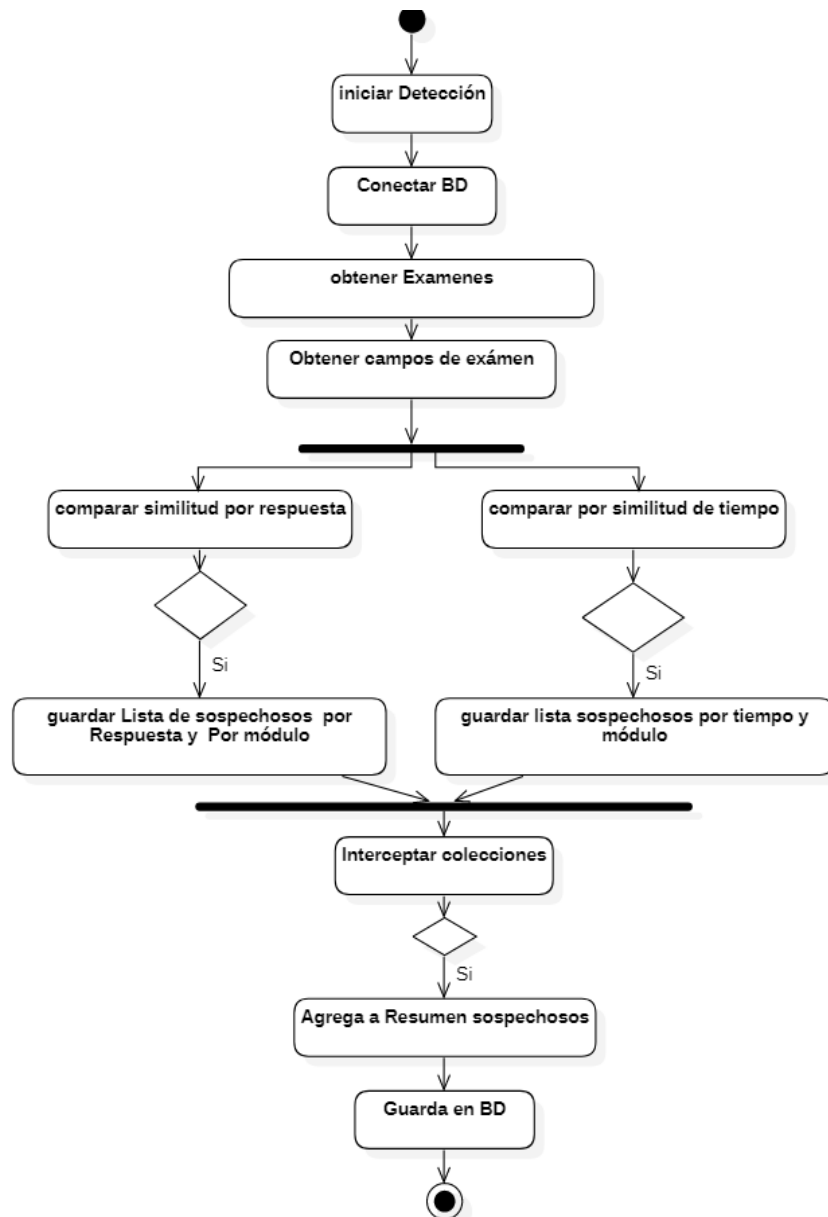 iniciar Detección
Conectar BD
obtener Examenes
Obtener campos de exámen
comparar similitud por respuesta
comparar por similitud de tiempo
Si
Si
guardar Lista de sospechosos por
Respuesta y Por módulo
guardar lista sospechosos por tiempo y
módulo
Interceptar colecciones
Si
Agrega a Resumen sospechosos
Guarda en BD